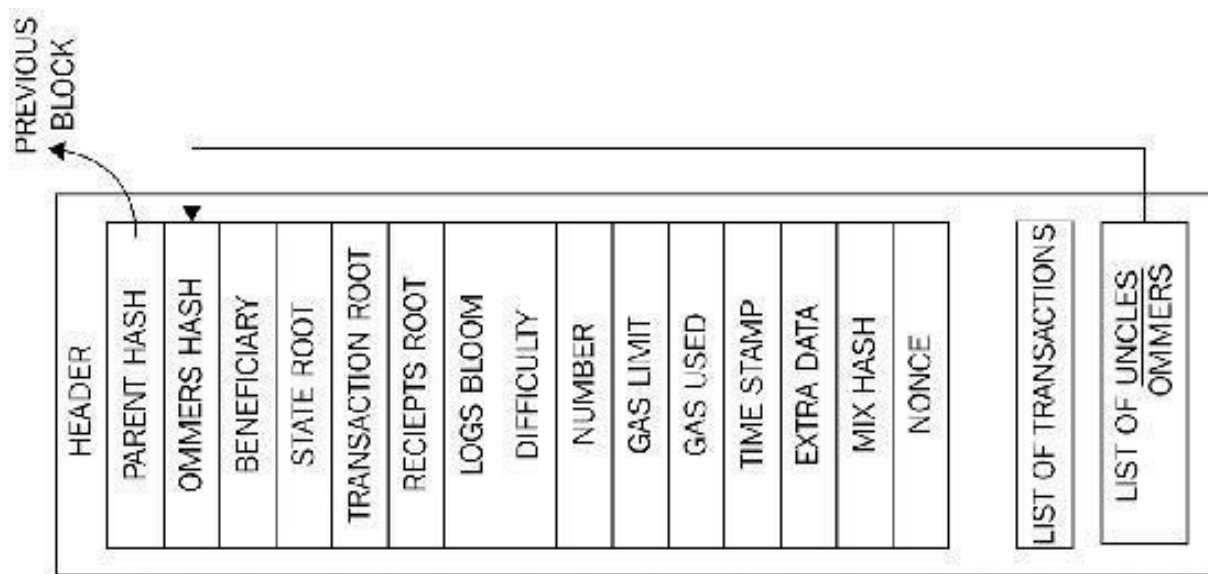 PREVIOUS
BLOCK
HEADER
PARENT HASH
OMMERS HASH
BENEFICIARY
STATE ROOT
TRANSACTION ROOT
RECIEPTS ROOT
LOGS BLOOM
DIFFICULTY
NUMBER
GAS LIMIT
GAS USED
TIME STAMP
EXTRA DATA
MIX HASH
NONCE
LIST OF TRANSACTIONS
LIST OF UNCLES
OMMERS